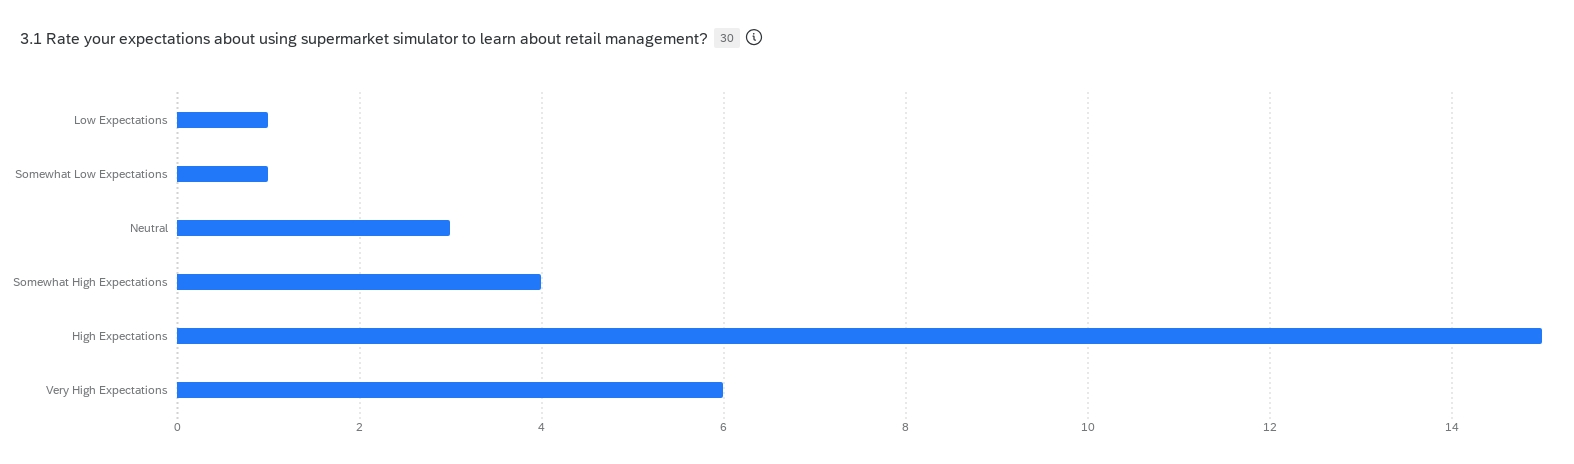 3.1 Rate your expectations about using supermarket simulator to learn about retail management? 30
Low Expectations
Somewhat Low Expectations
Neutral
Somewhat High Expectations
High Expectations
Very High Expectations
0 2 4 6 8 10 12 14